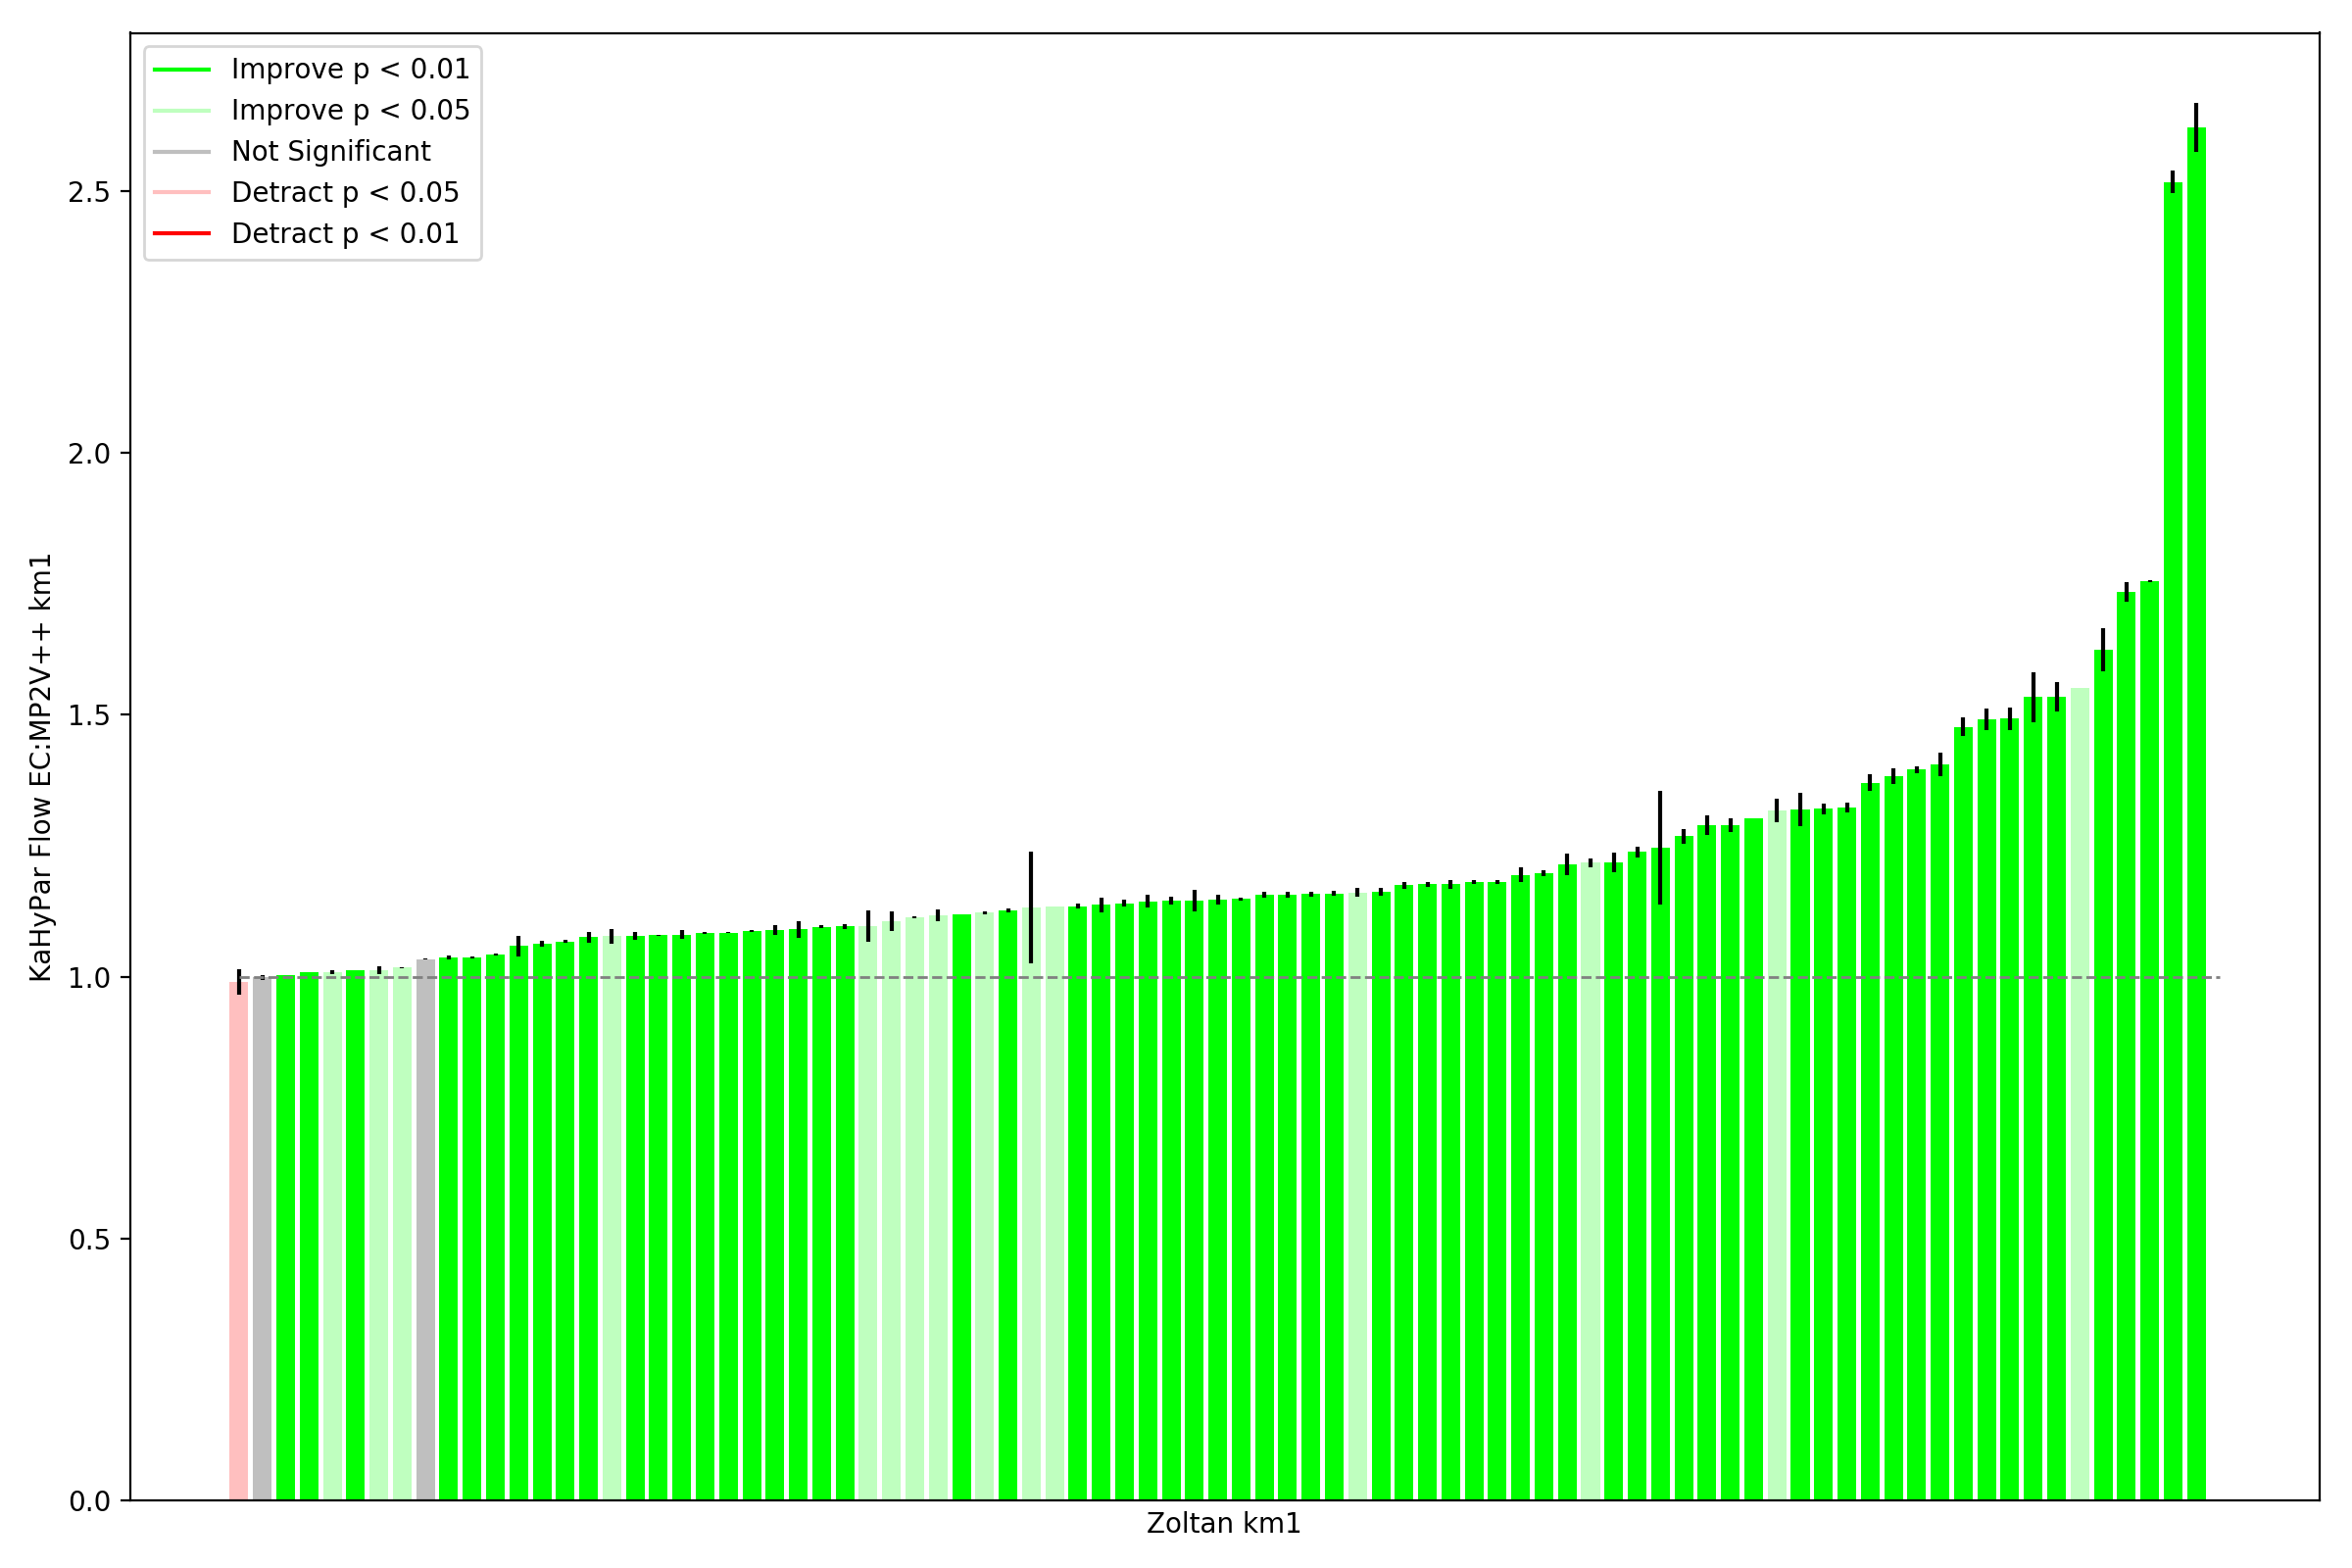 Improve p < 0.01
Improve p < 0.05
Not Significant
Detract p < 0.05
Detract p < 0.01
2.5
2.0
1.5
1.0
0.5
0.0
KaHyPar Flow EC:MP2V++ km1
Zoltan km1